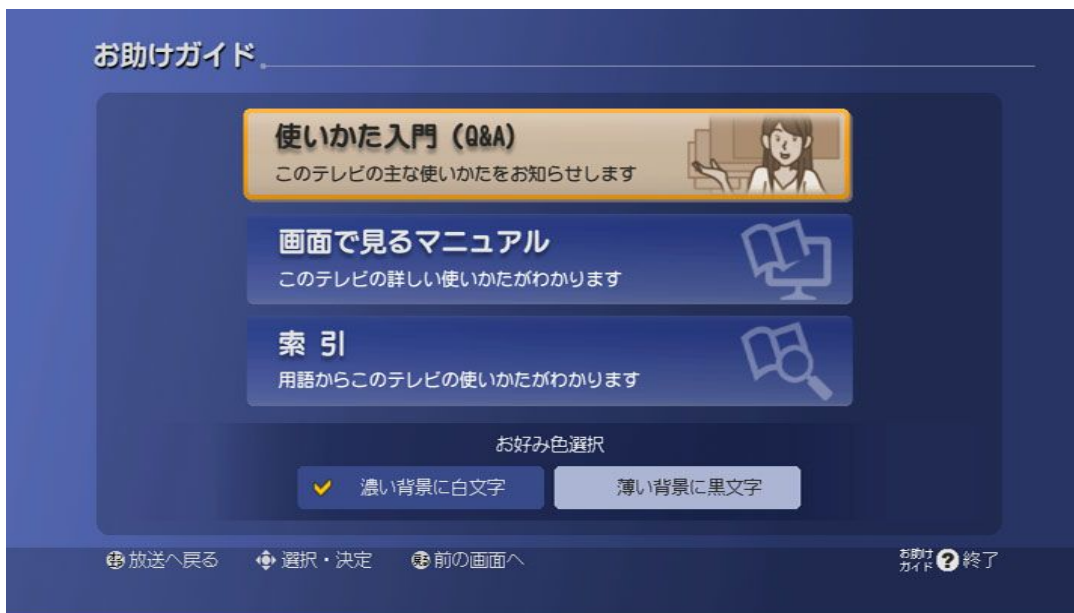 お助けガイド
使いかた入門（Q&A）
このテレビの主な使いかたをお知らせします
画面で見るマニュアル
このテレビの詳しい使いかたがわかります
索 引
用語からこのテレビの使いかたがわかります
お好み色選択
濃い背景に白文字
薄い背景に黒文字
放送へ戻る 選択・決定 戻る 前の画面へ お助けガイド ? 終了